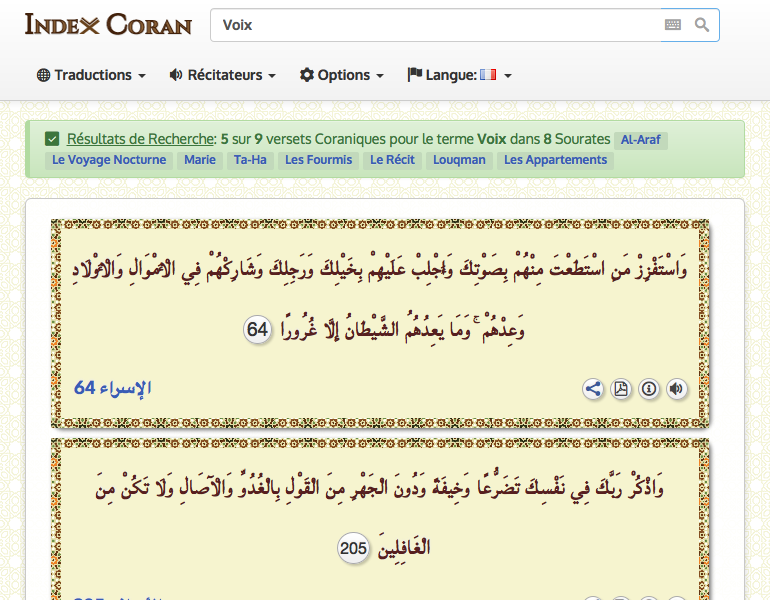 Index Coran
Voix
Traductions
Récitateurs
Options
Langue:
Résultats de Recherche: 5 sur 9 versets Coraniques pour le terme Voix dans 8 Sourates Al-Araf
Le Voyage Nocturne Marie Ta-Ha Les Fourmis Le Récit Louqman Les Appartements
وَاسْتَفْزِزْ مَنِ اسْتَطَعْتَ مِنْهُمْ بِصَوْتِكَ وَأَجْلِبْ عَلَيْهِمْ بِخَيْلِكَ وَرَجِلِكَ وَشَارِكْهُمْ فِي الْأَمْوَالِ وَالْأَوْلَادِ
وَعِدْهُمْ ۚ وَمَا يَعِدُهُمُ الشَّيْطَانُ إِلَّا غُرُورًا 64
الإسراء 64
وَاذْكُرْ رَبَّكَ فِي نَفْسِكَ تَضَرُّعًا وَخِيفَةً وَدُونَ الْجَهْرِ مِنَ الْقَوْلِ بِالْغُدُوِّ وَالْآصَالِ وَلَا تَكُنْ مِنَ
الْغَافِلِينَ 205